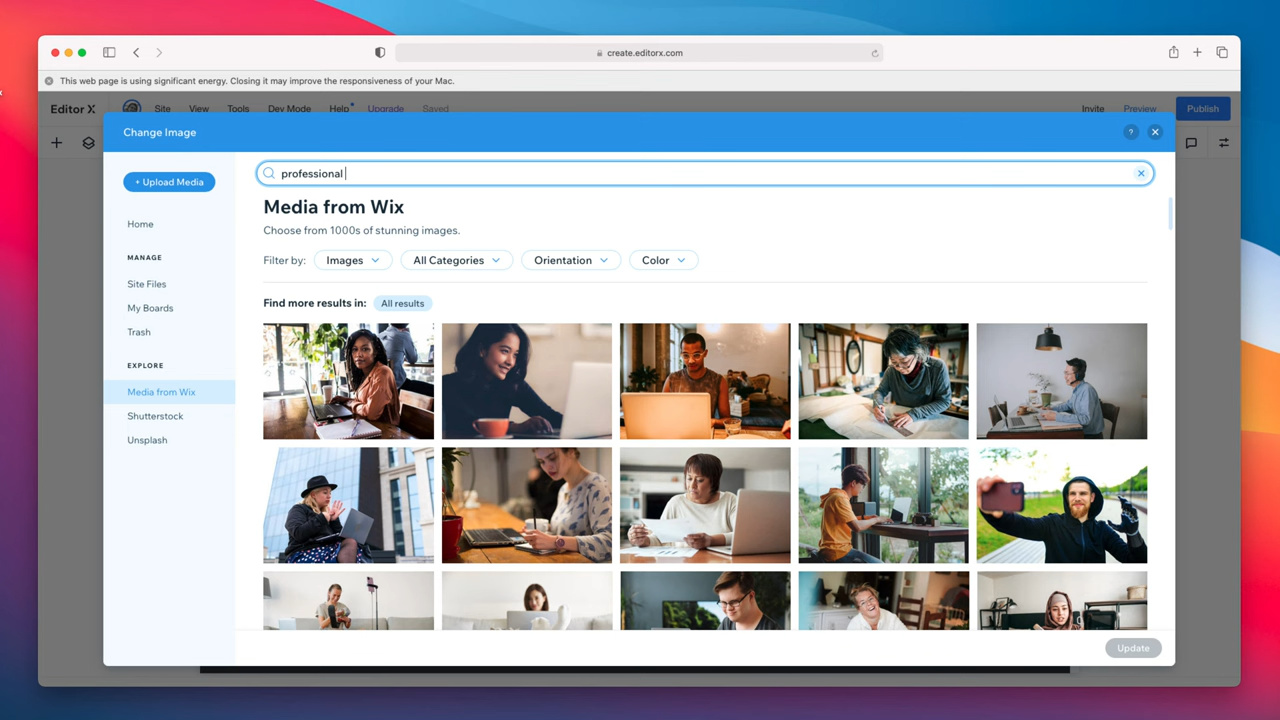 create.editorx.com
This web page is using significant energy. Closing it may improve the responsiveness of your Mac.
Editor X Site View Tools Dev Mode Help Upgrade Saved Invite Preview Publish
Change Image ?
professional
+ Upload Media
Home
MANAGE
Site Files
My Boards
Trash
EXPLORE
Media from Wix
Shutterstock
Unsplash
Media from Wix
Choose from 1000s of stunning images.
Filter by: Images All Categories Orientation Color
Find more results in: All results
Update